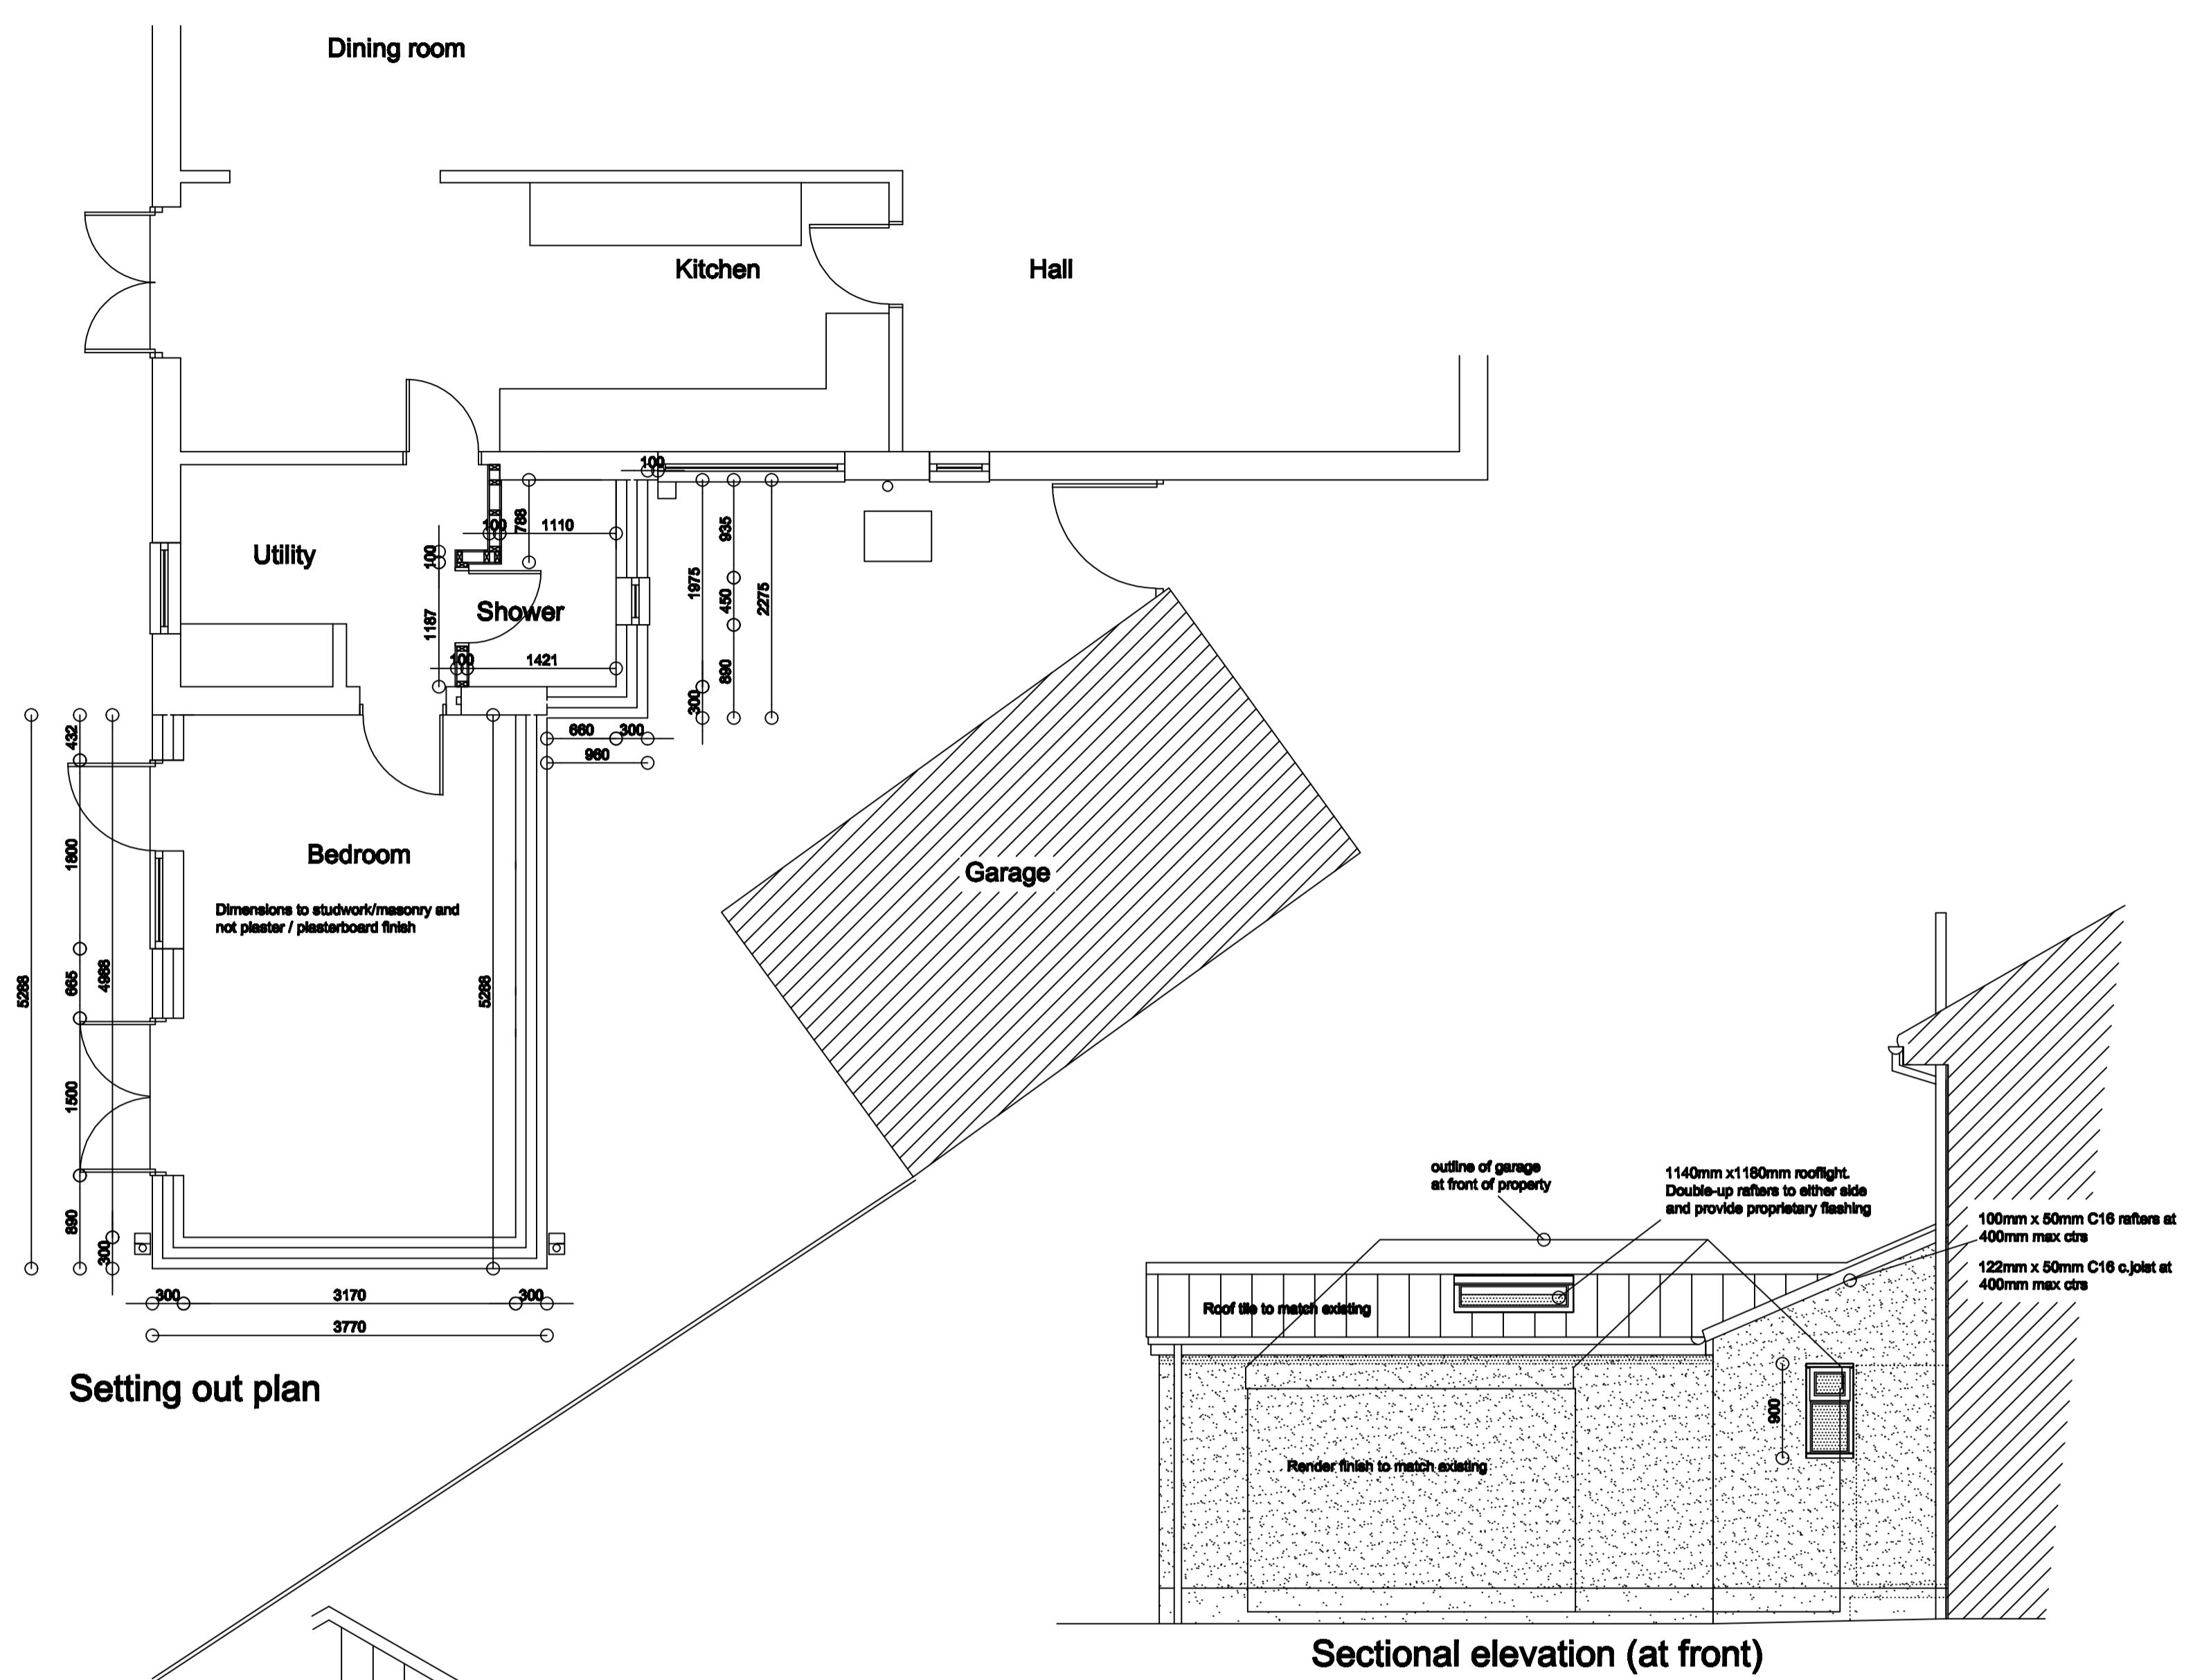 Dining room
Kitchen
Hall
Utility
Shower
100
100
788
1110
100
1187
100
1421
1975
300
935
450
890
2275
660
300
960
432
1800
665
1500
890
5288
4988
300
5288
Bedroom
Dimensions to studwork/masonry and
not plaster / plasterboard finish
Garage
300
3170
300
3770
Setting out plan
outline of garage
at front of property
1140mm x1180mm rooflight.
Double-up rafters to either side
and provide proprietary flashing
100mm x 50mm C16 rafters at
400mm max ctrs
122mm x 50mm C16 c.joist at
400mm max ctrs
Roof tile to match existing
900
Render finish to match existing
Sectional elevation (at front)